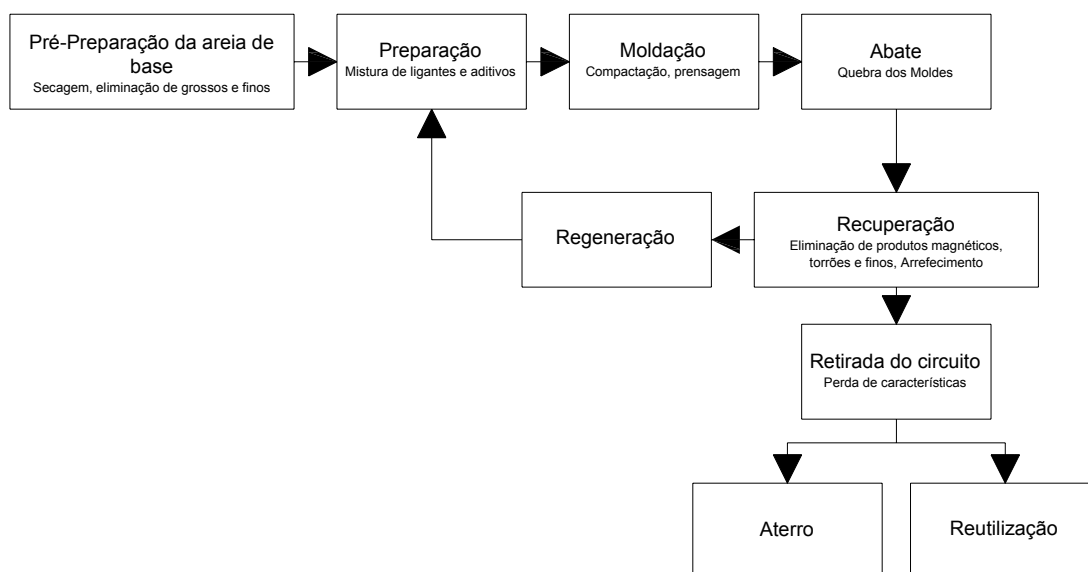 Pré-Preparação da areia de
base
Secagem, eliminação de grossos e finos
Preparação
Mistura de ligantes e aditivos
Moldação
Compactação, prensagem
Abate
Quebra dos Moldes
Regeneração
Recuperação
Eliminação de produtos magnéticos,
torrões e finos, Arrefecimento
Retirada do circuito
Perda de características
Aterro
Reutilização